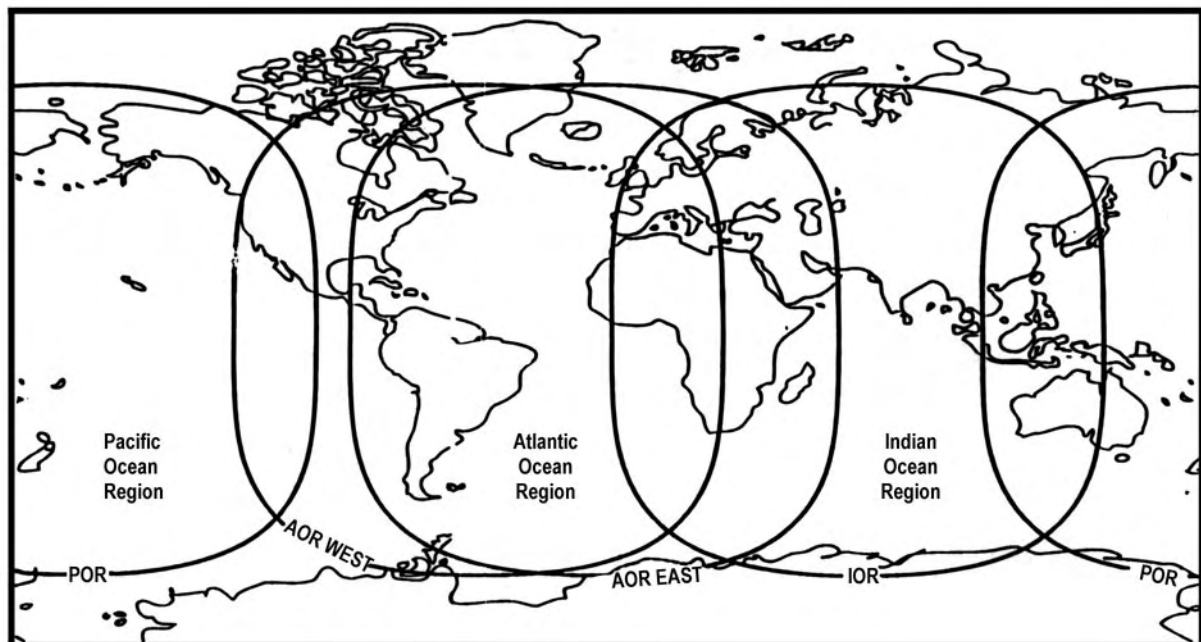 Pacific
Ocean
Region
Atlantic
Ocean
Region
Indian
Ocean
Region
POR
AOR WEST
AOR EAST
IOR
POR